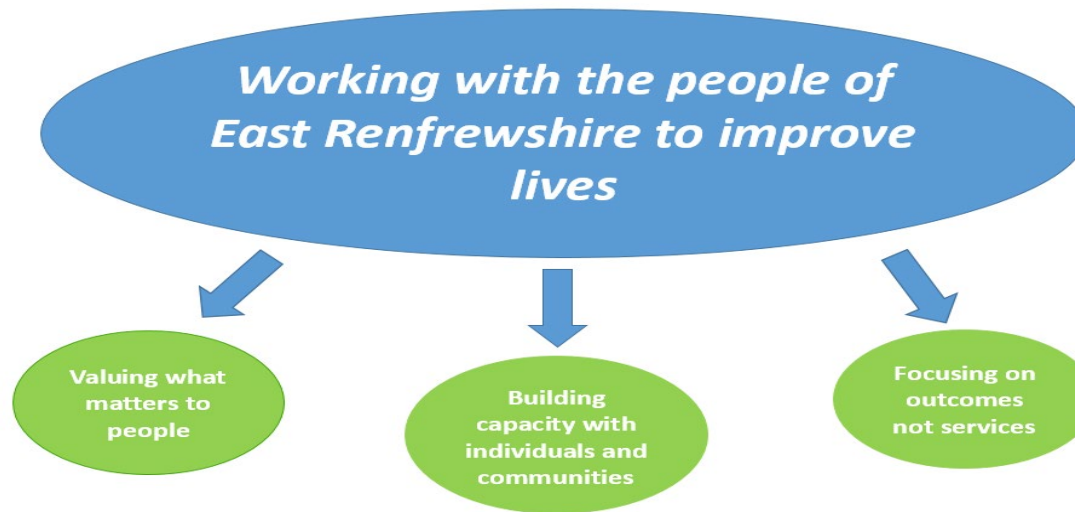 Working with the people of
East Renfrewshire to improve
lives
Valuing what
matters to
people
Building
capacity with
individuals and
communities
Focusing on
outcomes
not services